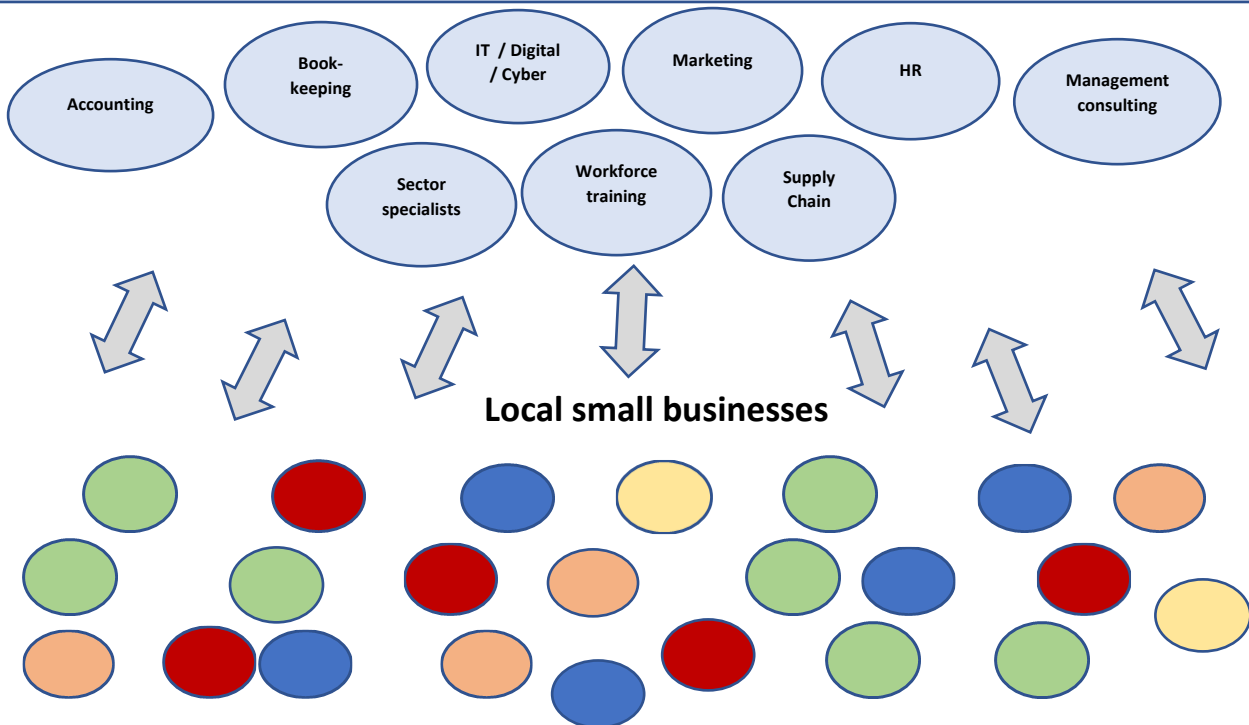 Accounting
Book-
keeping
IT / Digital
/ Cyber
Marketing
HR
Management
consulting
Sector
specialists
Workforce
training
Supply
Chain
Local small businesses